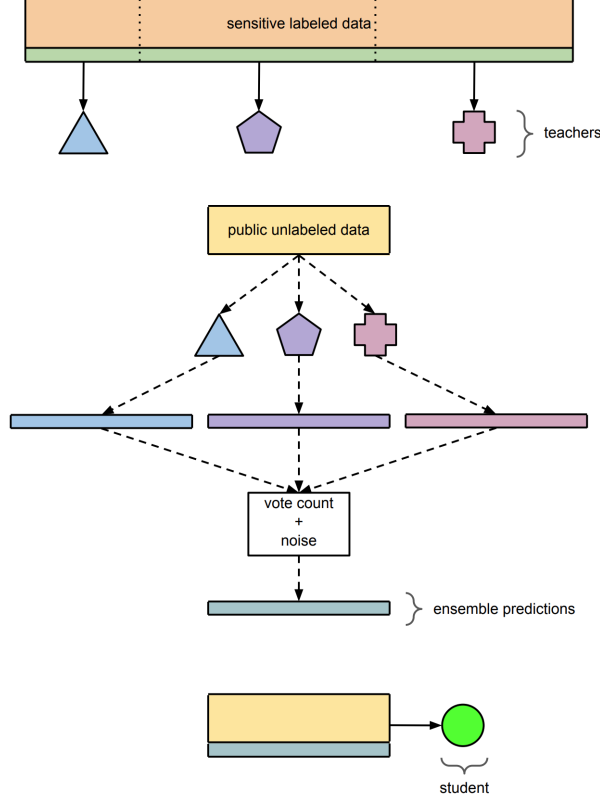 sensitive labeled data
teachers
public unlabeled data
vote count
+
noise
ensemble predictions
student